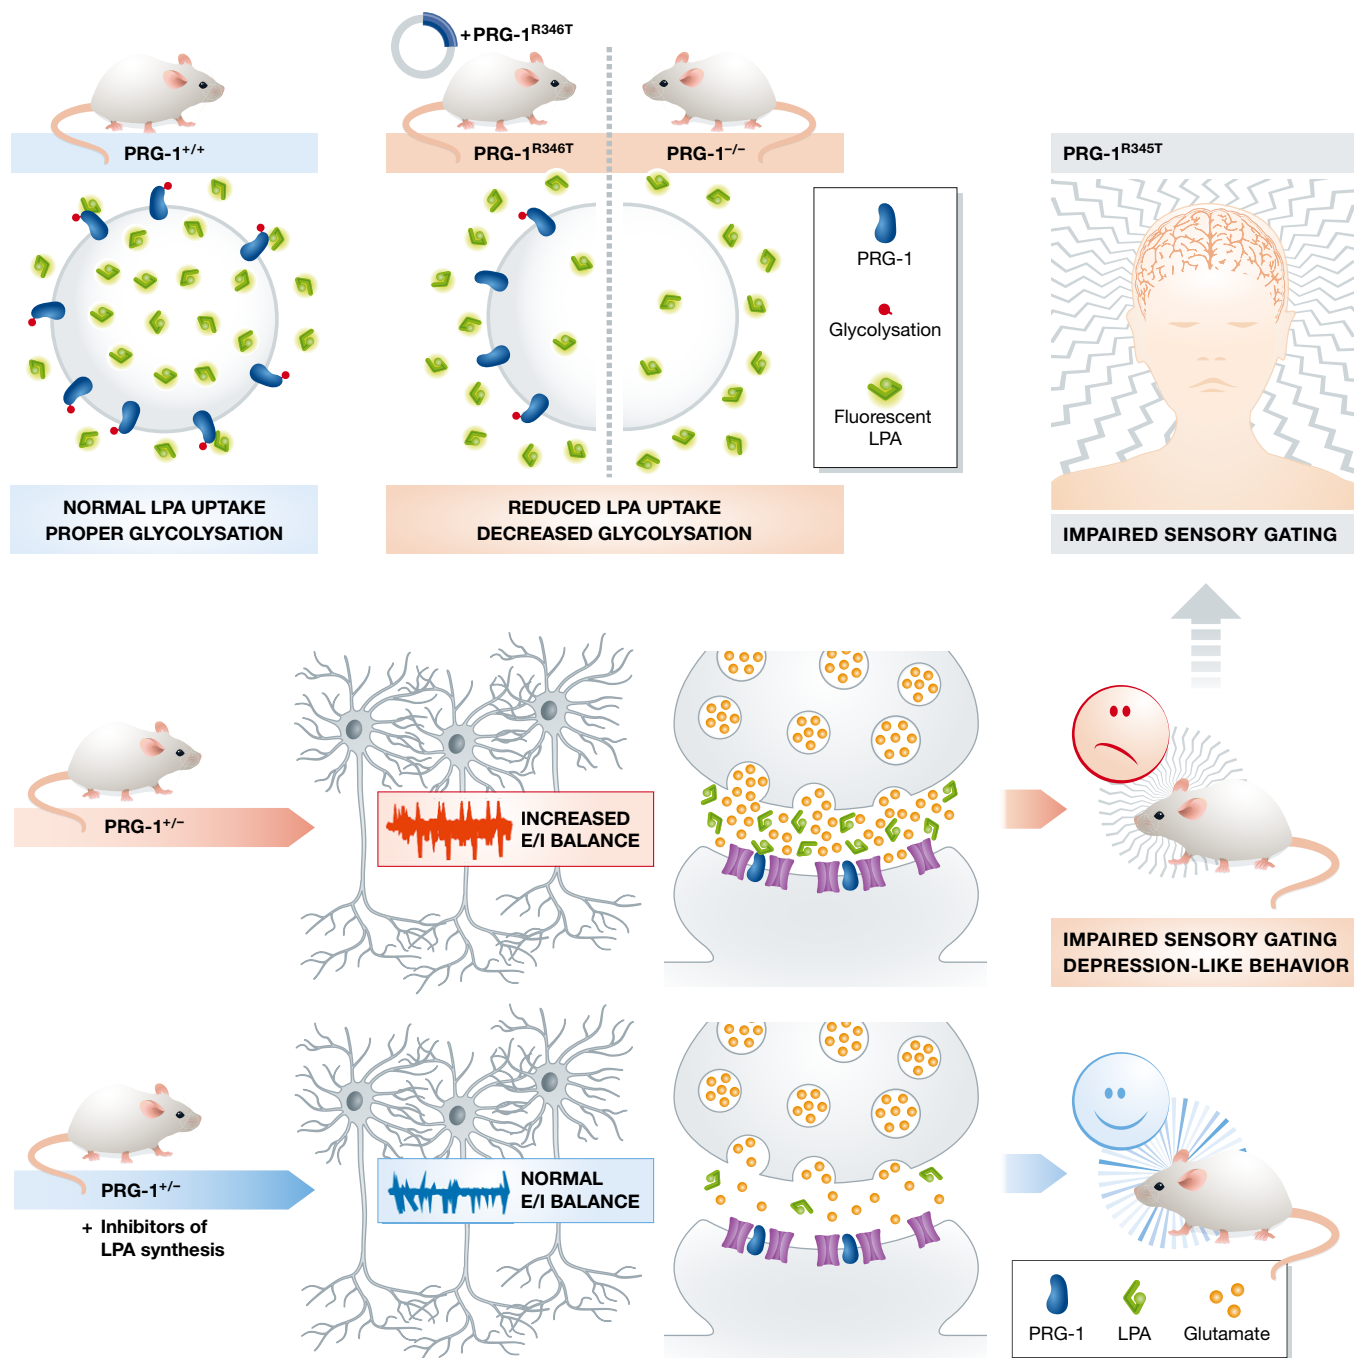 +PRG-1R346T
PRG-1+/+
PRG-1R346T
PRG-1–/–
PRG-1R345T
PRG-1
Glycolysation
Fluorescent
LPA
NORMAL LPA UPTAKE
PROPER GLYCOLYSATION
REDUCED LPA UPTAKE
DECREASED GLYCOLYSATION
IMPAIRED SENSORY GATING
PRG-1+/–
INCREASED
E/I BALANCE
IMPAIRED SENSORY GATING
DEPRESSION-LIKE BEHAVIOR
PRG-1+/–
+ Inhibitors of
LPA synthesis
NORMAL
E/I BALANCE
PRG-1
LPA
Glutamate